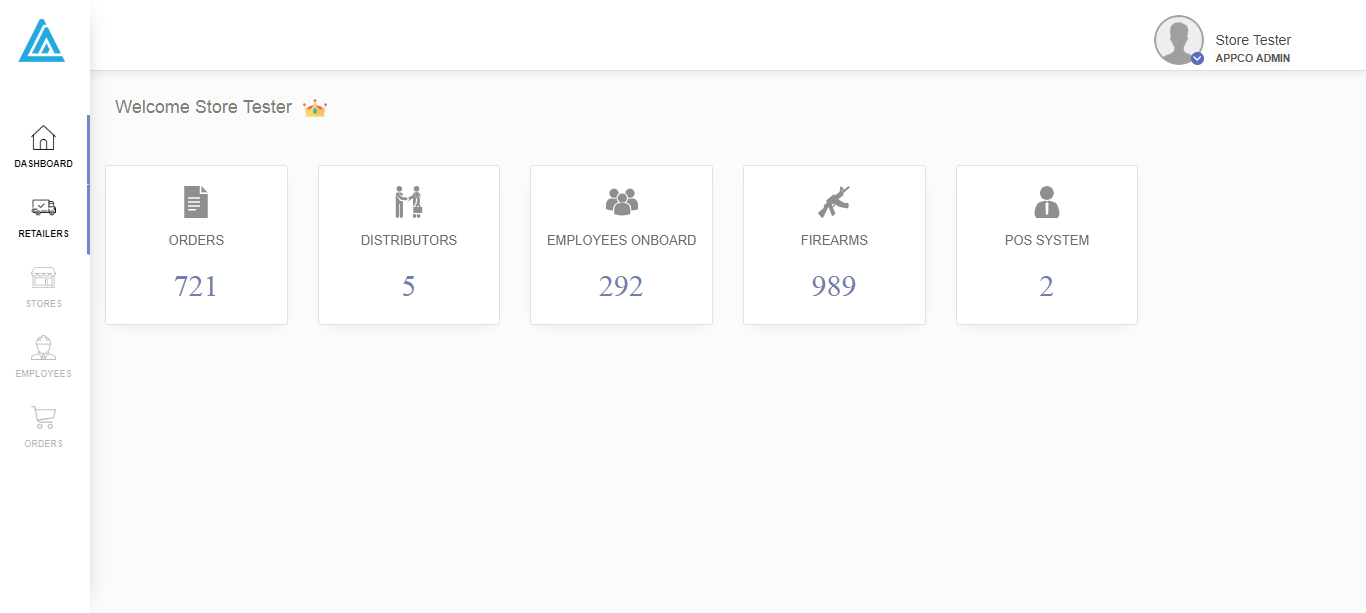 Store Tester
APPCO ADMIN
Welcome Store Tester
DASHBOARD
RETAILERS
STORES
EMPLOYEES
ORDERS
ORDERS
721
DISTRIBUTORS
5
EMPLOYEES ONBOARD
292
FIREARMS
989
POS SYSTEM
2